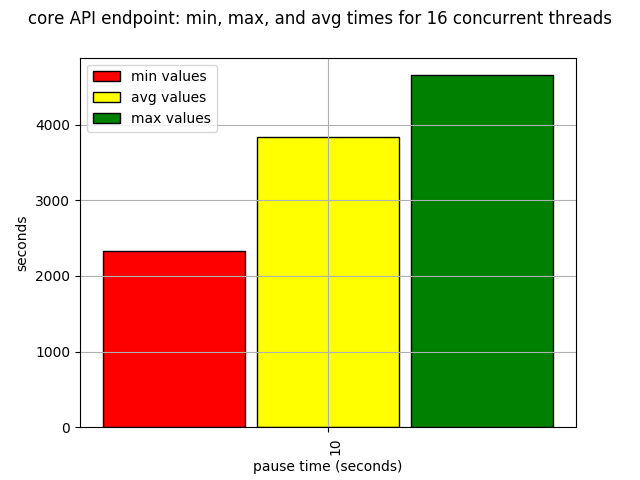 core API endpoint: min, max, and avg times for 16 concurrent threads
min values
avg values
max values
4000
3000
2000
1000
0
seconds
10
pause time (seconds)